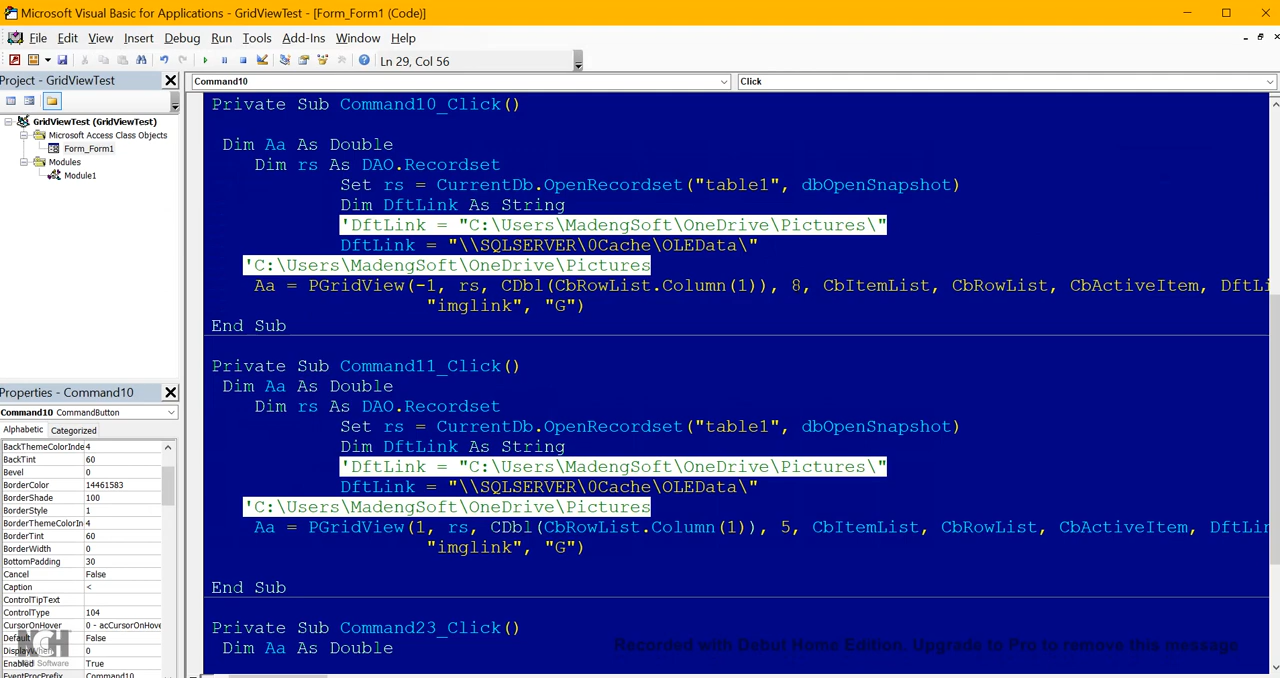 Microsoft Visual Basic for Applications - GridViewTest - [Form_Form1 (Code)]
File Edit View Insert Debug Run Tools Add-Ins Window Help
Ln 29, Col 56
Project - GridViewTest
GridViewTest (GridViewTest)
Microsoft Access Class Objects
Form_Form1
Modules
Module1
Properties - Command10
Command10 CommandButton
Alphabetic Categorized
BackThemeColorInde 4
BackTint 60
Bevel 0
BorderColor 14461583
BorderShade 100
BorderStyle 1
BorderThemeColorIn 4
BorderTint 60
BorderWidth 0
BottomPadding 30
Cancel False
Caption <
ControlTipText
ControlType 104
CursorOnHover 0 - acCursorOnHove
Default False
0
Enabled True
EventProcPrefix Command10
NCH
Software
Command10 Click
Private Sub Command10_Click()
Dim Aa As Double
Dim rs As DAO.Recordset
Set rs = CurrentDb.OpenRecordset("table1", dbOpenSnapshot)
Dim DftLink As String
'DftLink = "C:\Users\MadengSoft\OneDrive\Pictures\"
DftLink = "\\SQLSERVER\0Cache\OLEData\"
'C:\Users\MadengSoft\OneDrive\Pictures
Aa = PGridView(-1, rs, CDbl(CbRowList.Column(1)), 8, CbItemList, CbRowList, CbActiveItem, DftLi
"imglink", "G")
End Sub
Private Sub Command11_Click()
Dim Aa As Double
Dim rs As DAO.Recordset
Set rs = CurrentDb.OpenRecordset("table1", dbOpenSnapshot)
Dim DftLink As String
'DftLink = "C:\Users\MadengSoft\OneDrive\Pictures\"
DftLink = "\\SQLSERVER\0Cache\OLEData\"
'C:\Users\MadengSoft\OneDrive\Pictures
Aa = PGridView(1, rs, CDbl(CbRowList.Column(1)), 5, CbItemList, CbRowList, CbActiveItem, DftLin
"imglink", "G")
End Sub
Private Sub Command23_Click()
Dim Aa As Double
Recorded with Debut Home Edition. Upgrade to Pro to remove this message